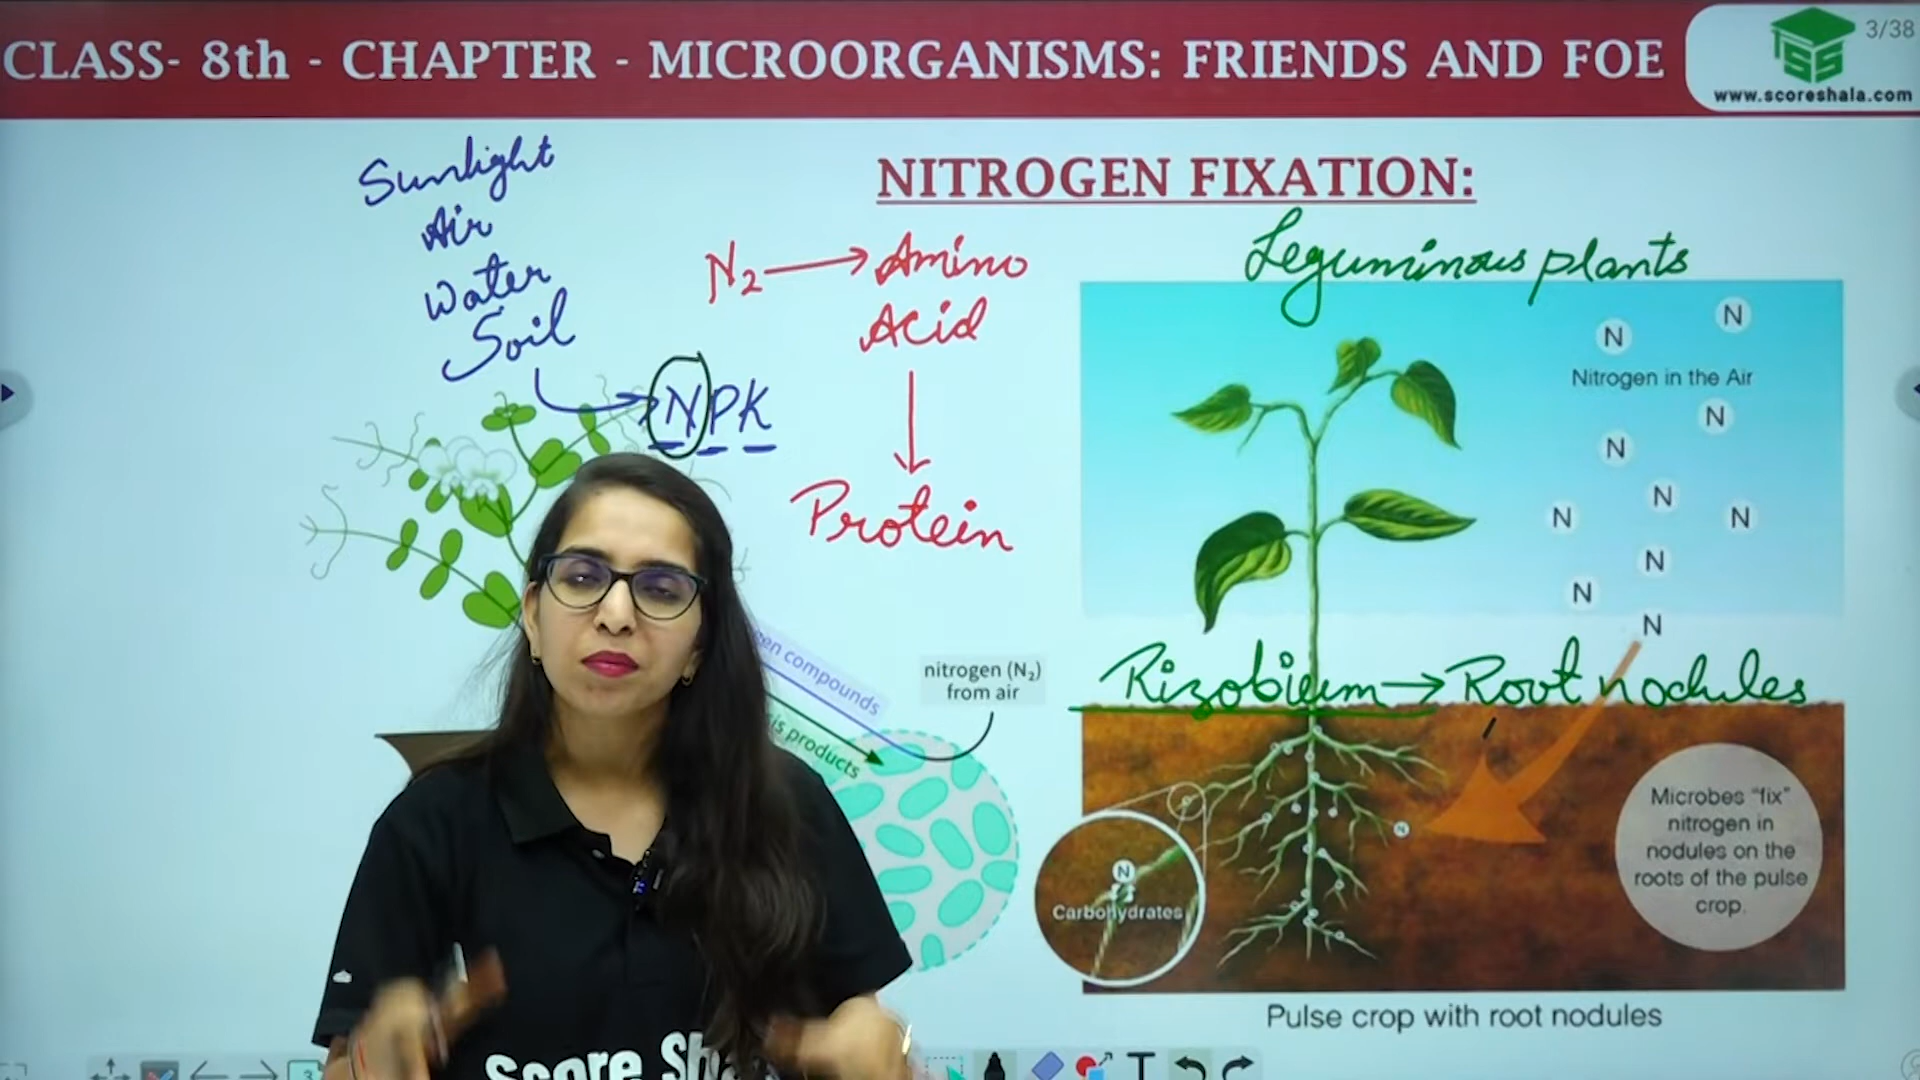 CLASS- 8th - CHAPTER - MICROORGANISMS: FRIENDS AND FOE
3/38
www.scoreshala.com
NITROGEN FIXATION:
Sunlight
Air
Water
Soil
NPK
N₂ → Amino
Acid
Protein
Leguminous plants
N
N
Nitrogen in the Air
N
N
N
N
N
N
N
N
Rizobium → Root nodules
compounds
products
nitrogen (N₂)
from air
Microbes "fix"
nitrogen in
nodules on the
roots of the pulse
crop.
N
N
Carbohydrates
Pulse crop with root nodules
Score
3
T